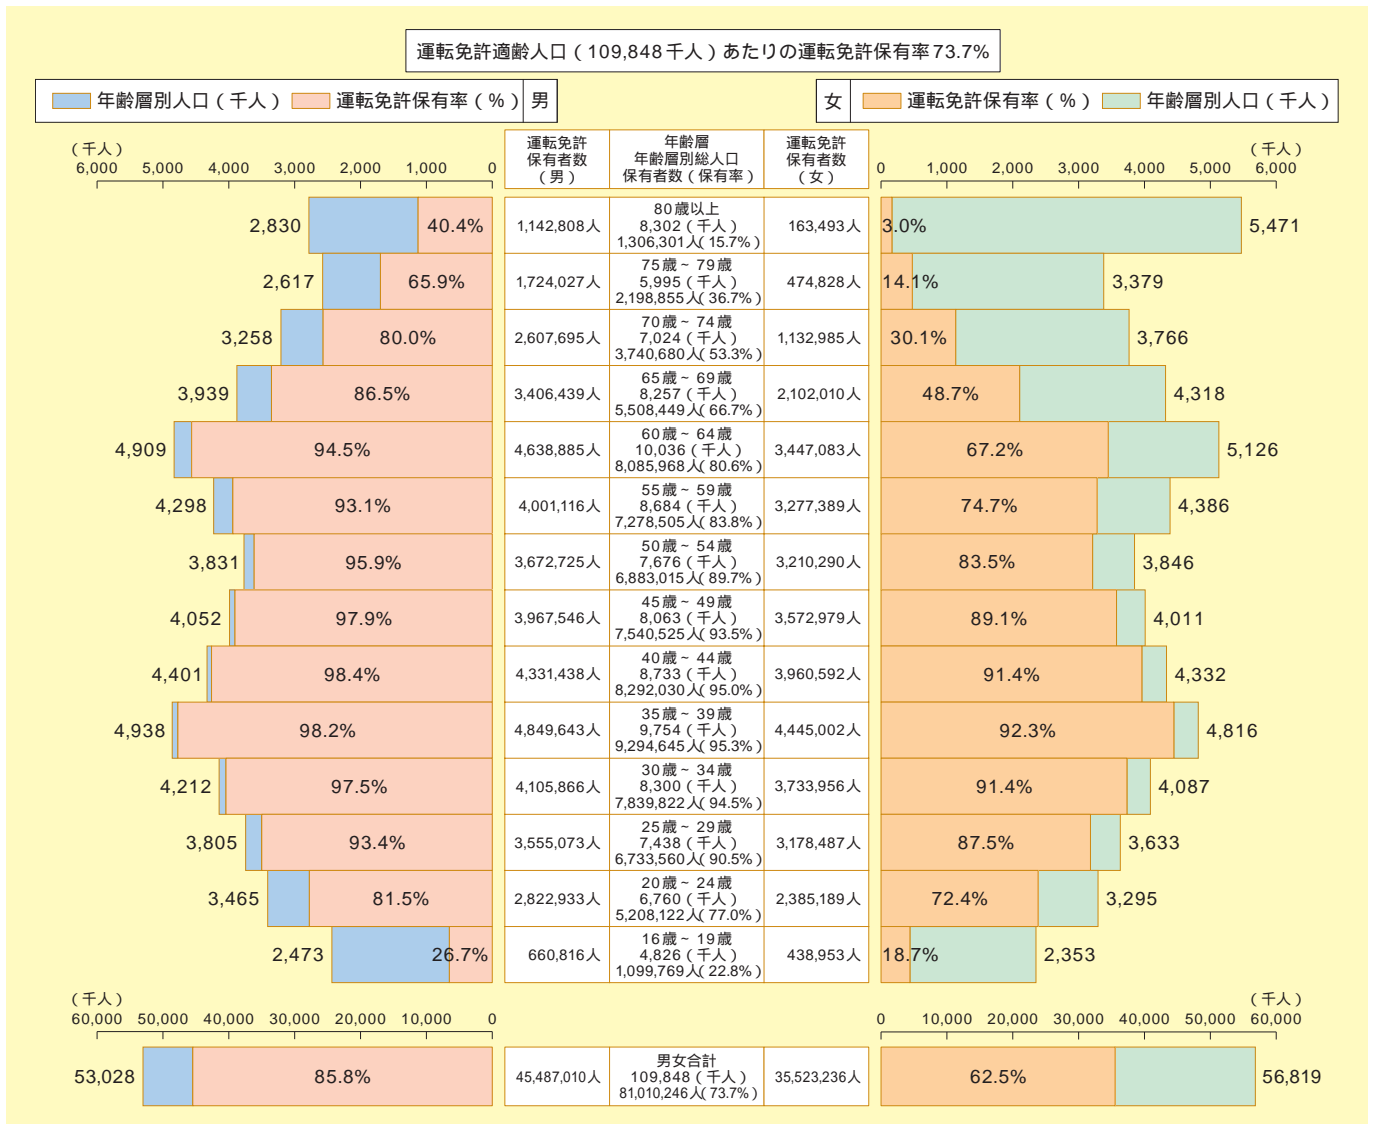 運転免許適齢人口（109,848千人）あたりの運転免許保有率73.7%
年齢層別人口（千人） 運転免許保有率（％） 男
女 運転免許保有率（％） 年齢層別人口（千人）
（千人）
6,000 5,000 4,000 3,000 2,000 1,000 0
運転免許
保有者数
（男）
年齢層
年齢層別総人口
保有者数（保有率）
運転免許
保有者数
（女）
（千人）
0 1,000 2,000 3,000 4,000 5,000 6,000
80歳以上
2,830 40.4% 1,142,808人 8,302（千人） 163,493人 3.0% 5,471
1,306,301人（15.7%）
75歳～79歳
2,617 65.9% 1,724,027人 5,995（千人） 474,828人 14.1% 3,379
2,198,855人（36.7%）
70歳～74歳
3,258 80.0% 2,607,695人 7,024（千人） 1,132,985人 30.1% 3,766
3,740,680人（53.3%）
65歳～69歳
3,939 86.5% 3,406,439人 8,257（千人） 2,102,010人 48.7% 4,318
5,508,449人（66.7%）
60歳～64歳
4,909 94.5% 4,638,885人 10,036（千人） 3,447,083人 67.2% 5,126
8,085,968人（80.6%）
55歳～59歳
4,298 93.1% 4,001,116人 8,684（千人） 3,277,389人 74.7% 4,386
7,278,505人（83.8%）
50歳～54歳
3,831 95.9% 3,672,725人 7,676（千人） 3,210,290人 83.5% 3,846
6,883,015人（89.7%）
45歳～49歳
4,052 97.9% 3,967,546人 8,063（千人） 3,572,979人 89.1% 4,011
7,540,525人（93.5%）
40歳～44歳
4,401 98.4% 4,331,438人 8,733（千人） 3,960,592人 91.4% 4,332
8,292,030人（95.0%）
35歳～39歳
4,938 98.2% 4,849,643人 9,754（千人） 4,445,002人 92.3% 4,816
9,294,645人（95.3%）
30歳～34歳
4,212 97.5% 4,105,866人 8,300（千人） 3,733,956人 91.4% 4,087
7,839,822人（94.5%）
25歳～29歳
3,805 93.4% 3,555,073人 7,438（千人） 3,178,487人 87.5% 3,633
6,733,560人（90.5%）
20歳～24歳
3,465 81.5% 2,822,933人 6,760（千人） 2,385,189人 72.4% 3,295
5,208,122人（77.0%）
16歳～19歳
2,473 26.7% 660,816人 4,826（千人） 438,953人 18.7% 2,353
1,099,769人（22.8%）
（千人）
60,000 50,000 40,000 30,000 20,000 10,000 0
（千人）
0 10,000 20,000 30,000 40,000 50,000 60,000
男女合計
53,028 85.8% 45,487,010人 109,848（千人） 35,523,236人 62.5% 56,819
81,010,246人（73.7%）